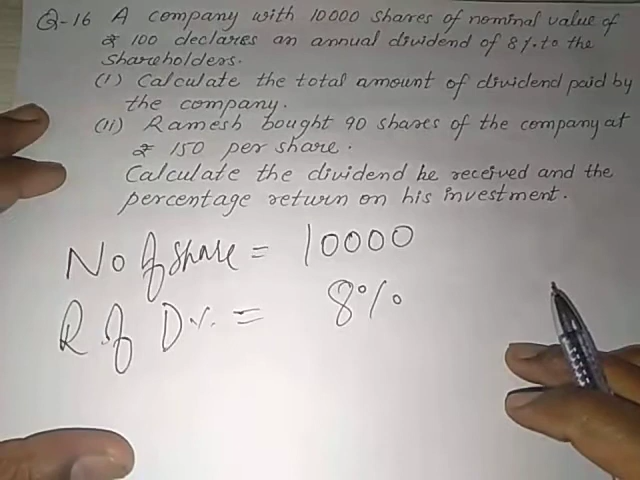 Q-16 A company with 10000 shares of nominal value of
₹ 100 declares an annual dividend of 8%.to the
shareholders.
(i) Calculate the total amount of dividend paid by
the company.
(ii) Ramesh bought 90 shares of the company at
₹ 150 per share.
Calculate the dividend he received and the
percentage return on his investment.
No of share = 10000
R of D% = 8%